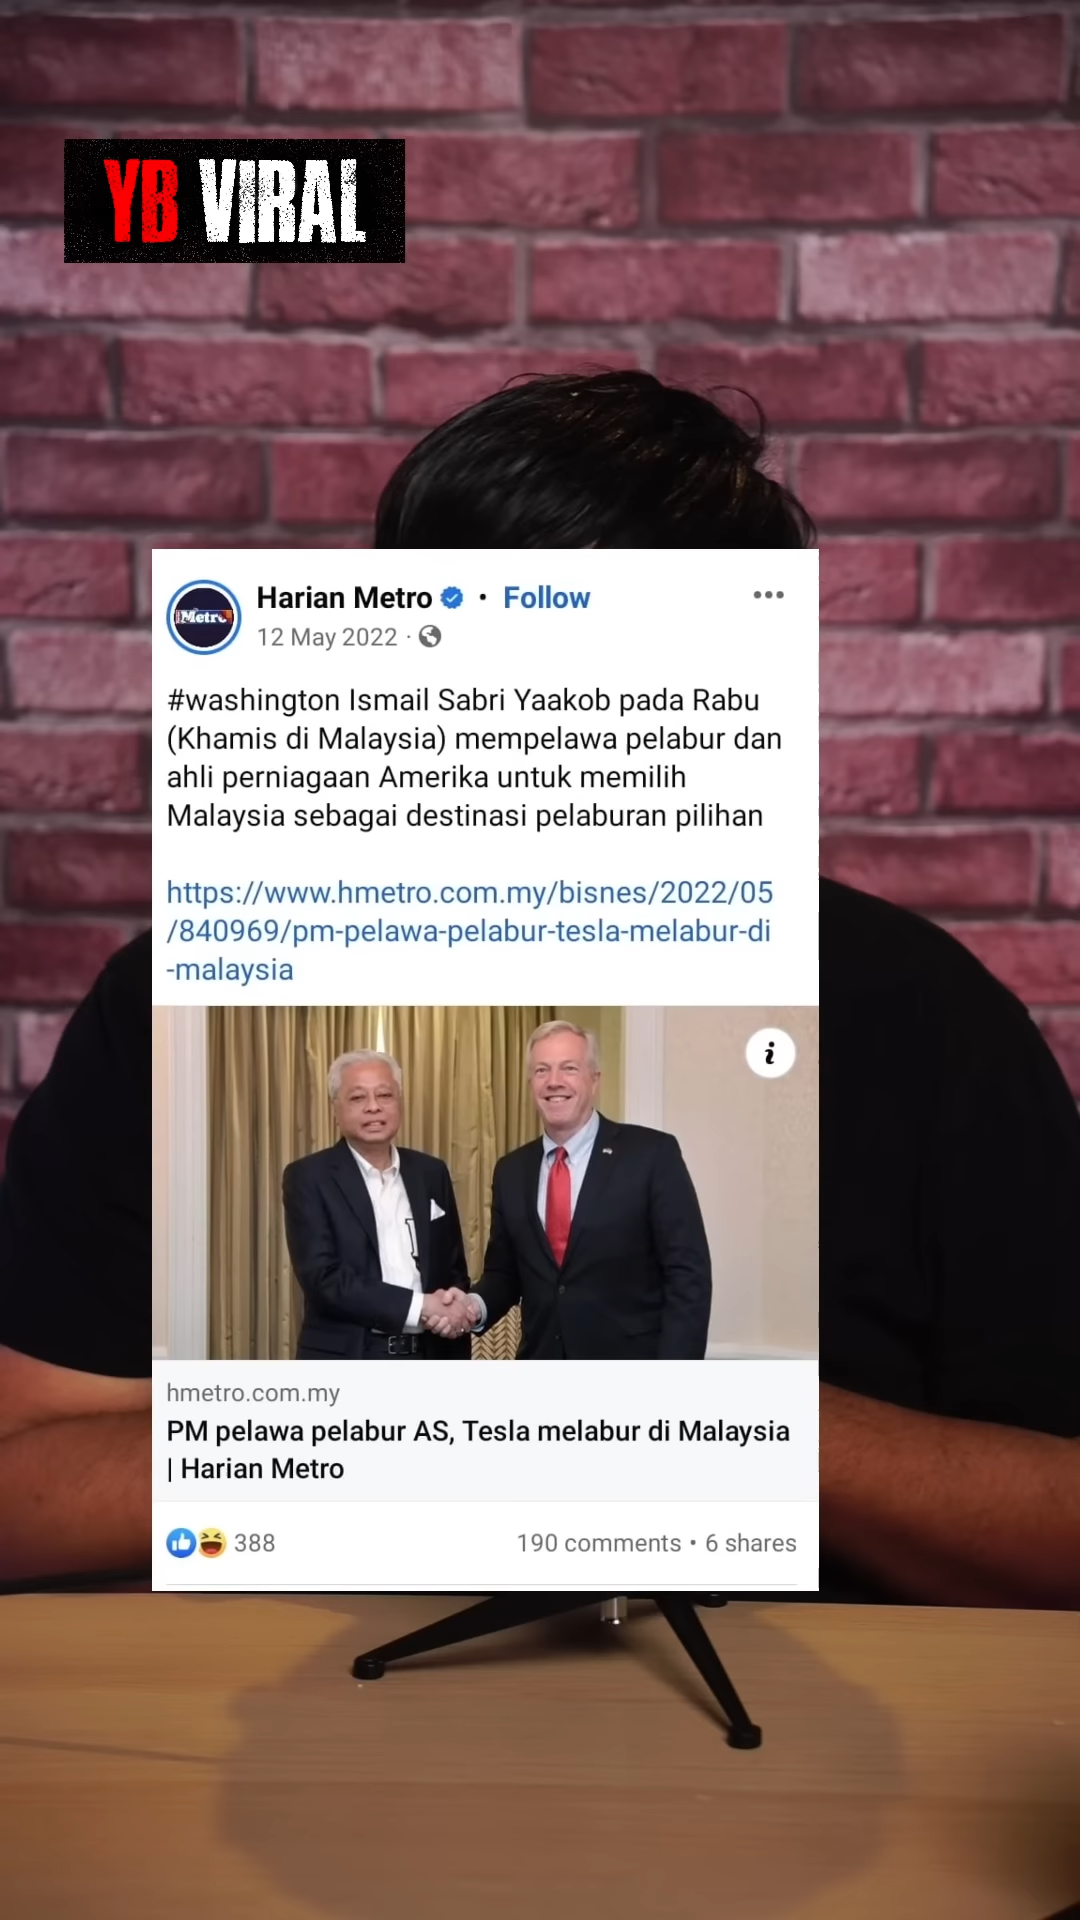 YB VIRAL
Metro
Harian Metro • Follow
12 May 2022 ·
#washington Ismail Sabri Yaakob pada Rabu
(Khamis di Malaysia) mempelawa pelabur dan
ahli perniagaan Amerika untuk memilih
Malaysia sebagai destinasi pelaburan pilihan
https://www.hmetro.com.my/bisnes/2022/05
/840969/pm-pelawa-pelabur-tesla-melabur-di
-malaysia
i
hmetro.com.my
PM pelawa pelabur AS, Tesla melabur di Malaysia
| Harian Metro
388
190 comments • 6 shares